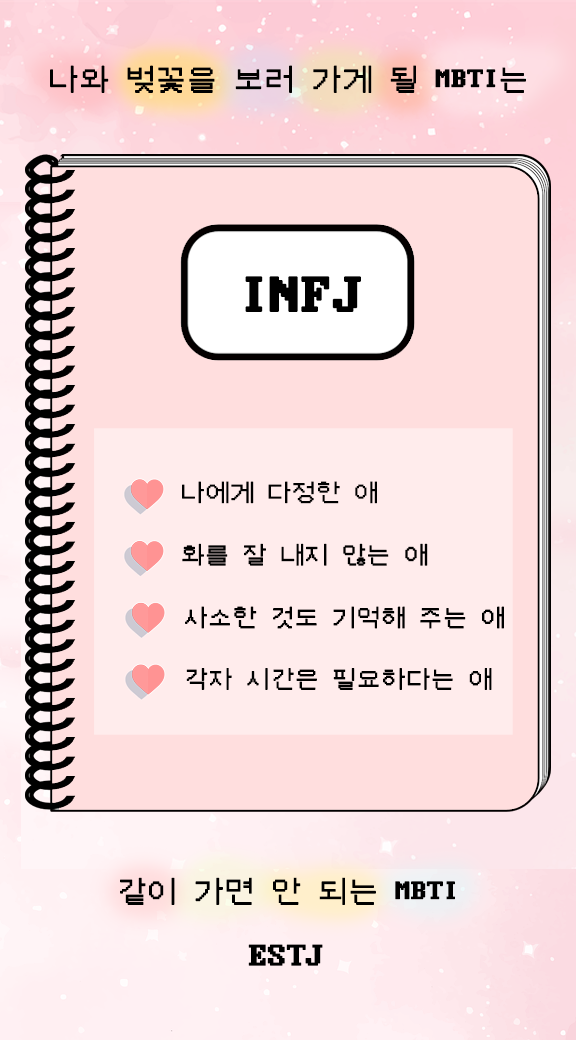 나와 벚꽃을 보러 가게 될 MBTI는
INFJ
나에게 다정한 애
화를 잘 내지 않는 애
사소한 것도 기억해 주는 애
각자 시간은 필요하다는 애
같이 가면 안 되는 MBTI
ESTJ